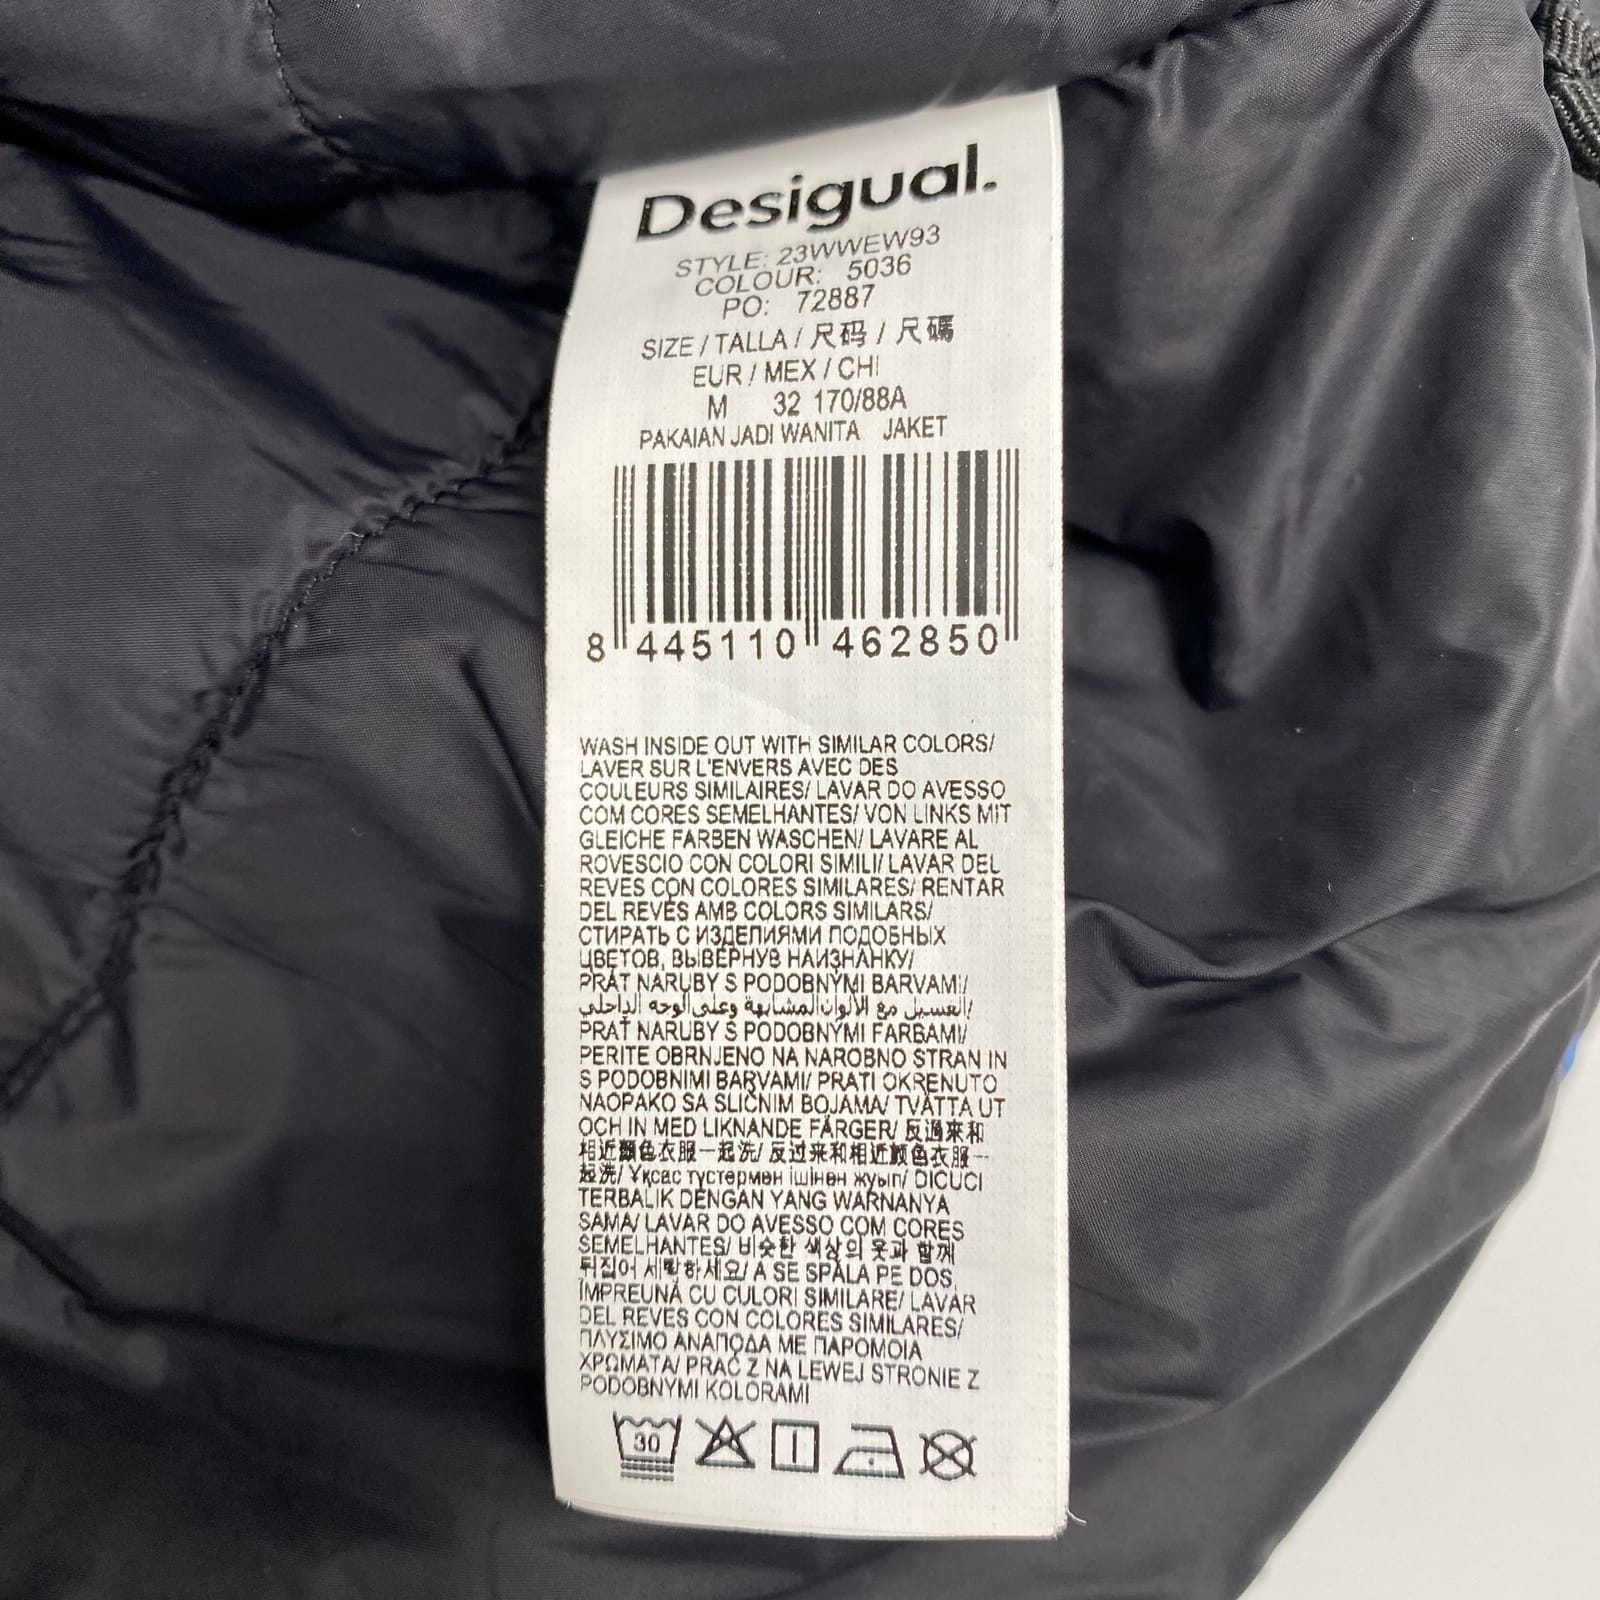 Desigual.
STYLE: 23WWEW93
COLOUR: 5036
PO: 72887
SIZE / TALLA / 尺码 / 尺碼
EUR / MEX / CHI
M 32 170/88A
PAKAIAN JADI WANITA JAKET
8 445110 462850
WASH INSIDE OUT WITH SIMILAR COLORS/
LAVER SUR L'ENVERS AVEC DES
COULEURS SIMILAIRES/ LAVAR DO AVESSO
COM CORES SEMELHANTES/ VON LINKS MIT
GLEICHE FARBEN WASCHEN/ LAVARE AL
ROVESCIO CON COLORI SIMILI/ LAVAR DEL
REVES CON COLORES SIMILARES/ RENTAR
DEL REVÉS AMB COLORS SIMILARS/
СТИРАТЬ С ИЗДЕЛИЯМИ ПОДОБНЫХ
ЦВЕТОВ, ВЫВЕРНУВ НАИЗНАНКУ/
PRÁT NARUBY S PODOBNÝMI BARVAMI/
الغسيل مع الألوان المشابهة وعلى الوجه الداخلي/
PRAŤ NARUBY S PODOBNÝMI FARBAMI/
PERITE OBRNJENO NA NAROBNO STRAN IN
S PODOBNIMI BARVAMI/ PRATI OKRENUTO
NAOPAKO SA SLIČNIM BOJAMA/ TVÄTTA UT
OCH IN MED LIKNANDE FÄRGER/ 反過來和
相近顏色衣服一起洗/ 反过来和相近颜色衣服一
起洗/ Ұқсас түстермен ішінен жуып/ DICUCI
TERBALIK DENGAN YANG WARNANYA
SAMA/ LAVAR DO AVESSO COM CORES
SEMELHANTES/ 비슷한 색상의 옷과 함께
뒤집어 세탁하세요/ A SE SPĂLA PE DOS,
ÎMPREUNĂ CU CULORI SIMILARE/ LAVAR
DEL REVES CON COLORES SIMILARES/
ΠΛΥΣΙΜΟ ΑΝΑΠΟΔΑ ΜΕ ΠΑΡΟΜΟΙΑ
ΧΡΩΜΑΤΑ/ PRAĆ Z NA LEWEJ STRONIE Z
PODOBNYMI KOLORAMI
30